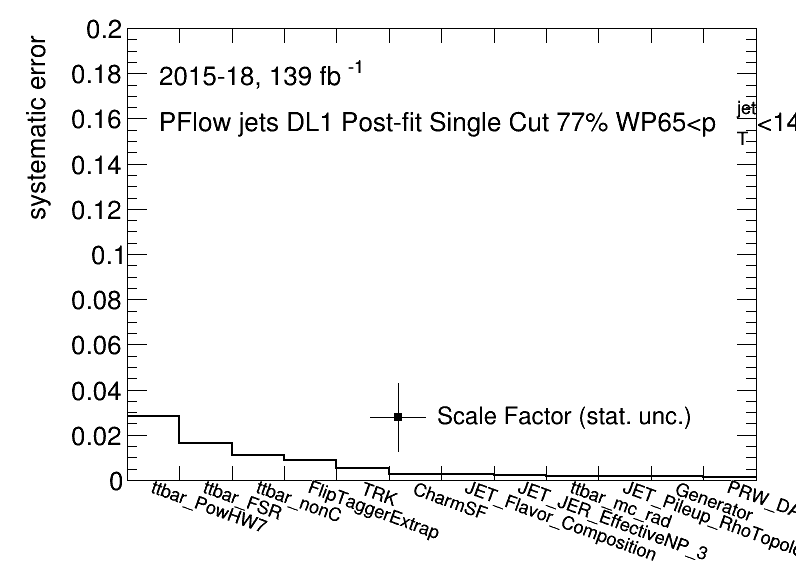 systematic error
0.2
0.18
0.16
0.14
0.12
0.1
0.08
0.06
0.04
0.02
0
2015-18, 139 fb -1
PFlow jets DL1 Post-fit Single Cut 77% WP65<p jet T <14
Scale Factor (stat. unc.)
ttbar_PowHW7
ttbar_FSR
ttbar_nonC
FlipTaggerExtrap
TRK
CharmSF
JET_Flavor_Composition
JET_JER_EffectiveNP_3
ttbar_mc_rad
JET_Pileup_RhoTopolo
Generator
PRW_DA